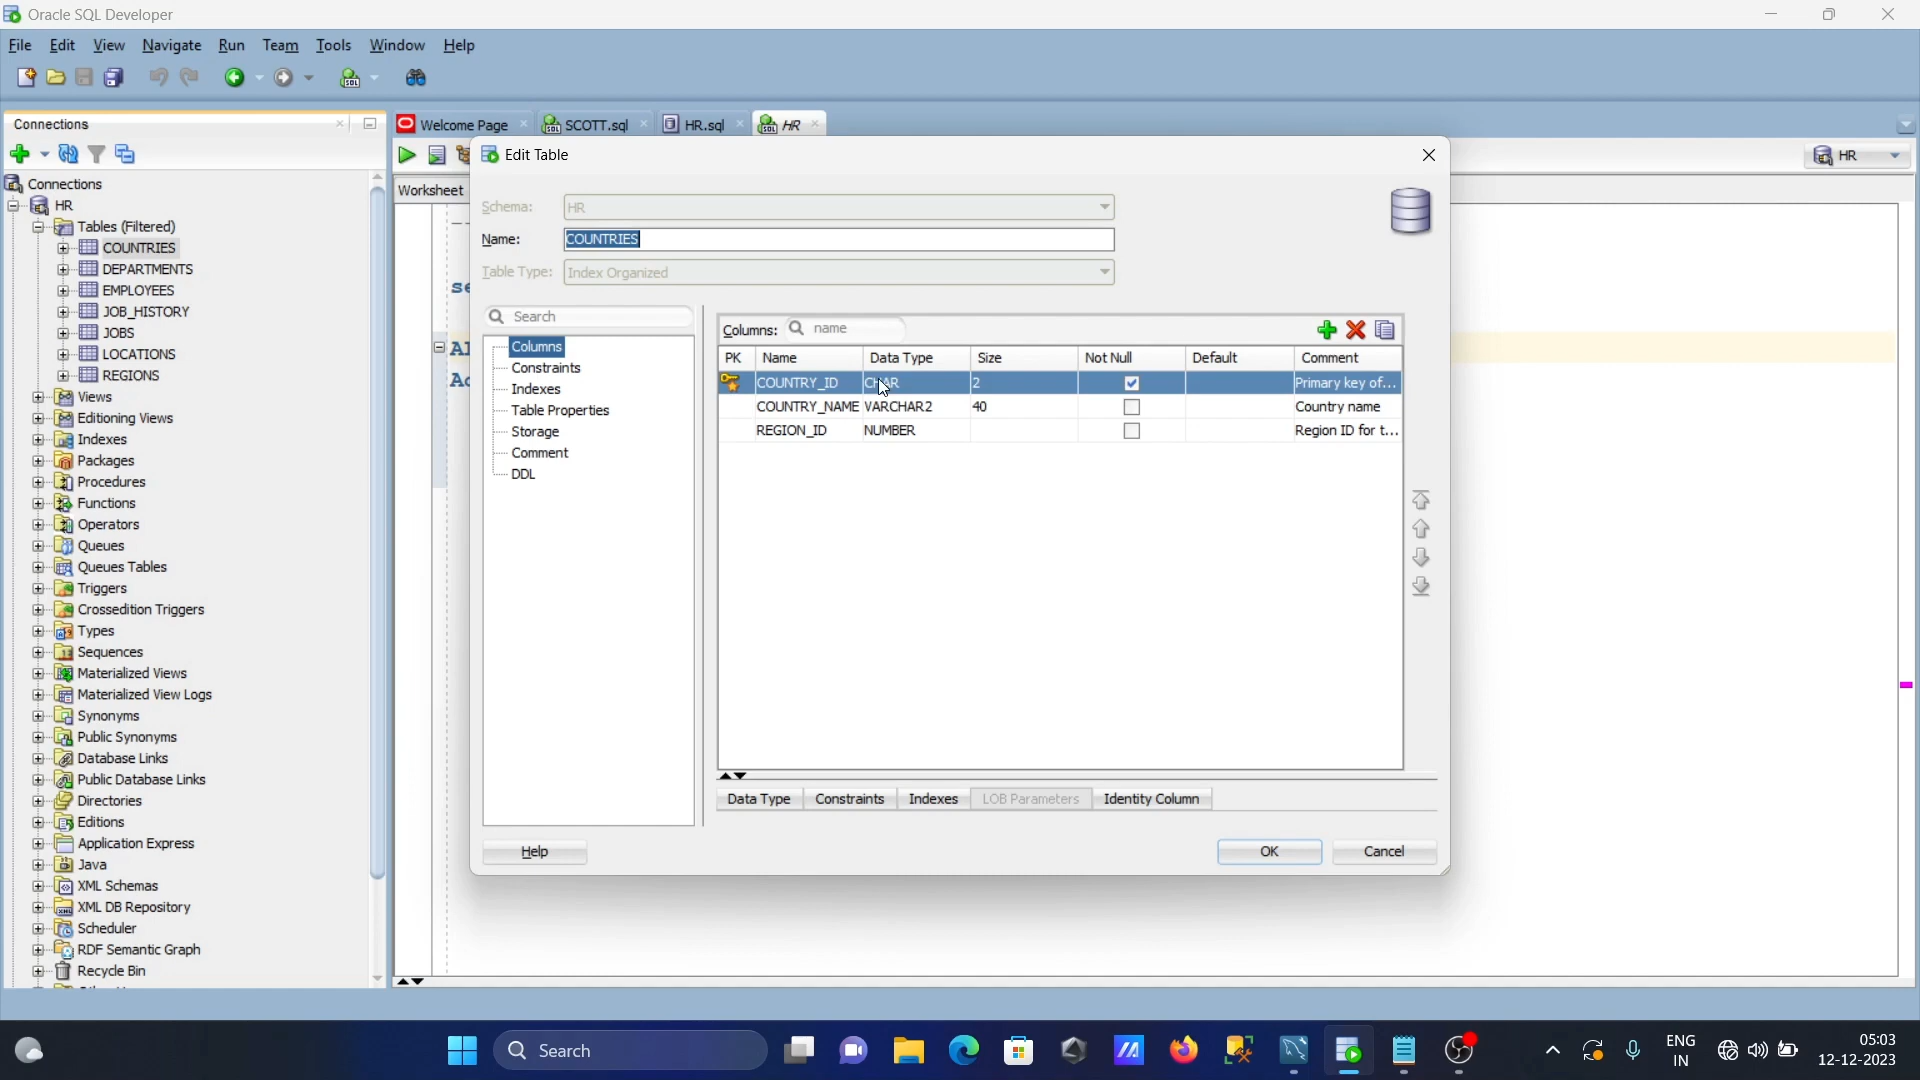 Oracle SQL Developer
File Edit View Navigate Run Team Tools Window Help
Connections
Welcome Page
SCOTT.sql
HR.sql
HR
HR
Worksheet
Connections
HR
Tables (Filtered)
COUNTRIES
DEPARTMENTS
EMPLOYEES
JOB_HISTORY
JOBS
LOCATIONS
REGIONS
Views
Editioning Views
Indexes
Packages
Procedures
Functions
Operators
Queues
Queues Tables
Triggers
Crossedition Triggers
Types
Sequences
Materialized Views
Materialized View Logs
Synonyms
Public Synonyms
Database Links
Public Database Links
Directories
Editions
Application Express
Java
XML Schemas
XML DB Repository
Scheduler
RDF Semantic Graph
Recycle Bin
Edit Table
Schema: HR
Name: COUNTRIES
Table Type: Index Organized
Search
Columns
Constraints
Indexes
Table Properties
Storage
Comment
DDL
Columns: name
PK Name Data Type Size Not Null Default Comment
COUNTRY_ID CHAR 2 Primary key of...
COUNTRY_NAME VARCHAR2 40 Country name
REGION_ID NUMBER Region ID for t...
Data Type Constraints Indexes LOB Parameters Identity Column
Help OK Cancel
Search
ENG
IN
05:03
12-12-2023